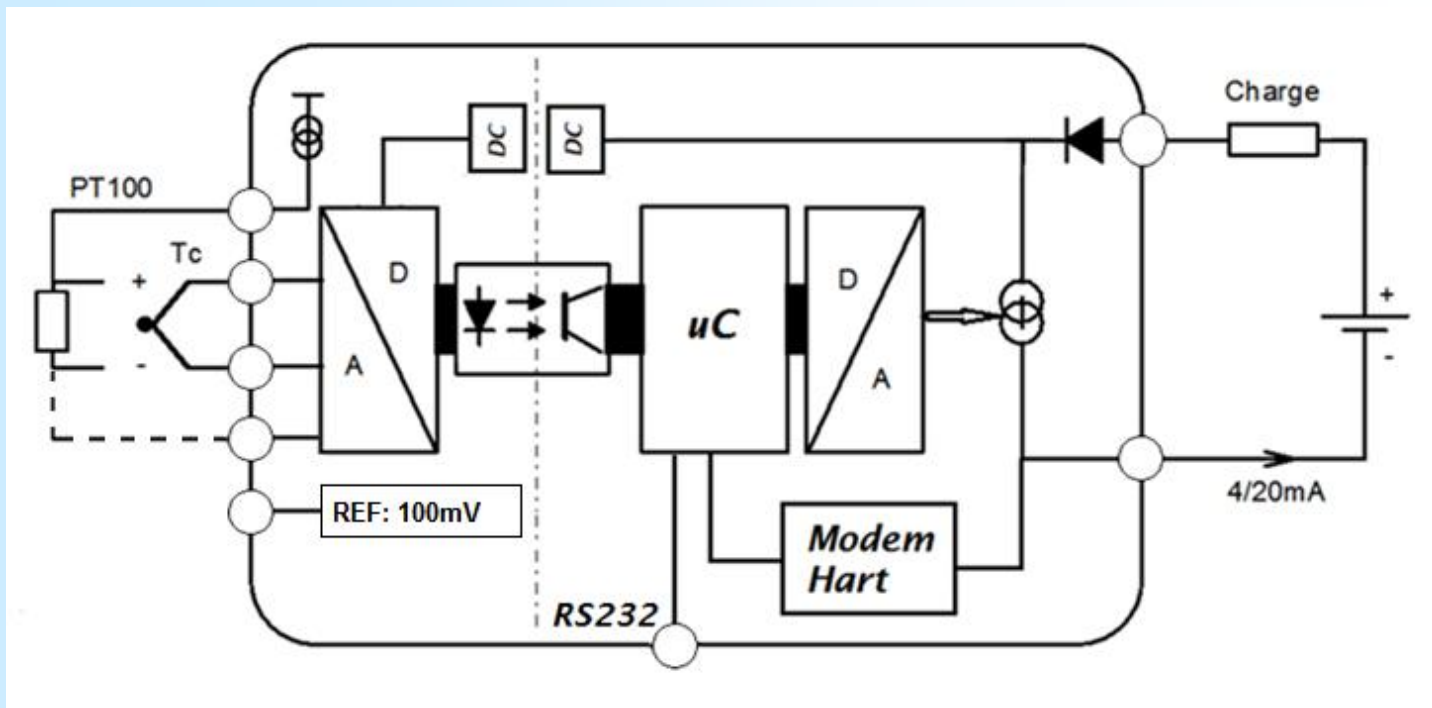 Charge
DC
DC
PT100
Tc
+
-
D
A
uC
D
A
+
-
4/20mA
REF: 100mV
Modem
Hart
RS232